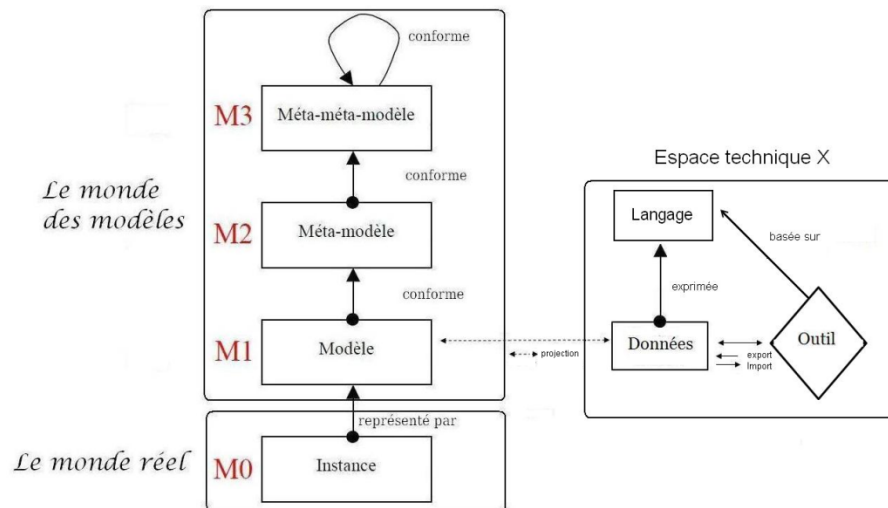 conforme
M3
Méta-méta-modèle
conforme
Le monde
des modèles
M2
Méta-modèle
conforme
M1
Modèle
représenté par
Le monde réel
M0
Instance
projection
Espace technique X
Langage
basée sur
exprimée
Données
export
Import
Outil